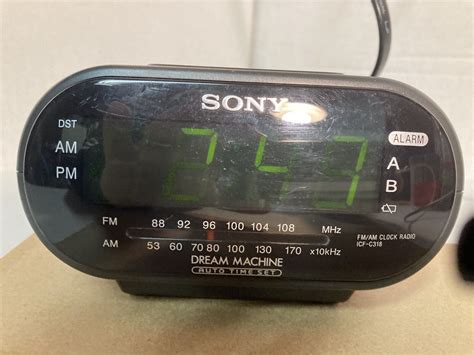 SONY
DST
AM
PM
7:47
ALARM
A
B
FM 88 92 96 100 104 108 MHz
AM 53 60 70 80 100 130 170 x10kHz
FM/AM CLOCK RADIO
ICF-C318
DREAM MACHINE
AUTO TIME SET